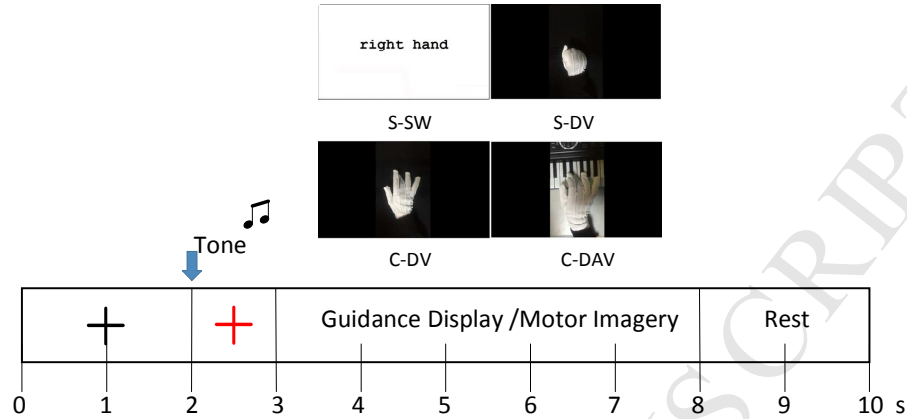 right hand
S-SW S-DV
C-DV C-DAV
Tone
Guidance Display /Motor Imagery Rest
0 1 2 3 4 5 6 7 8 9 10 s
SCRIPT